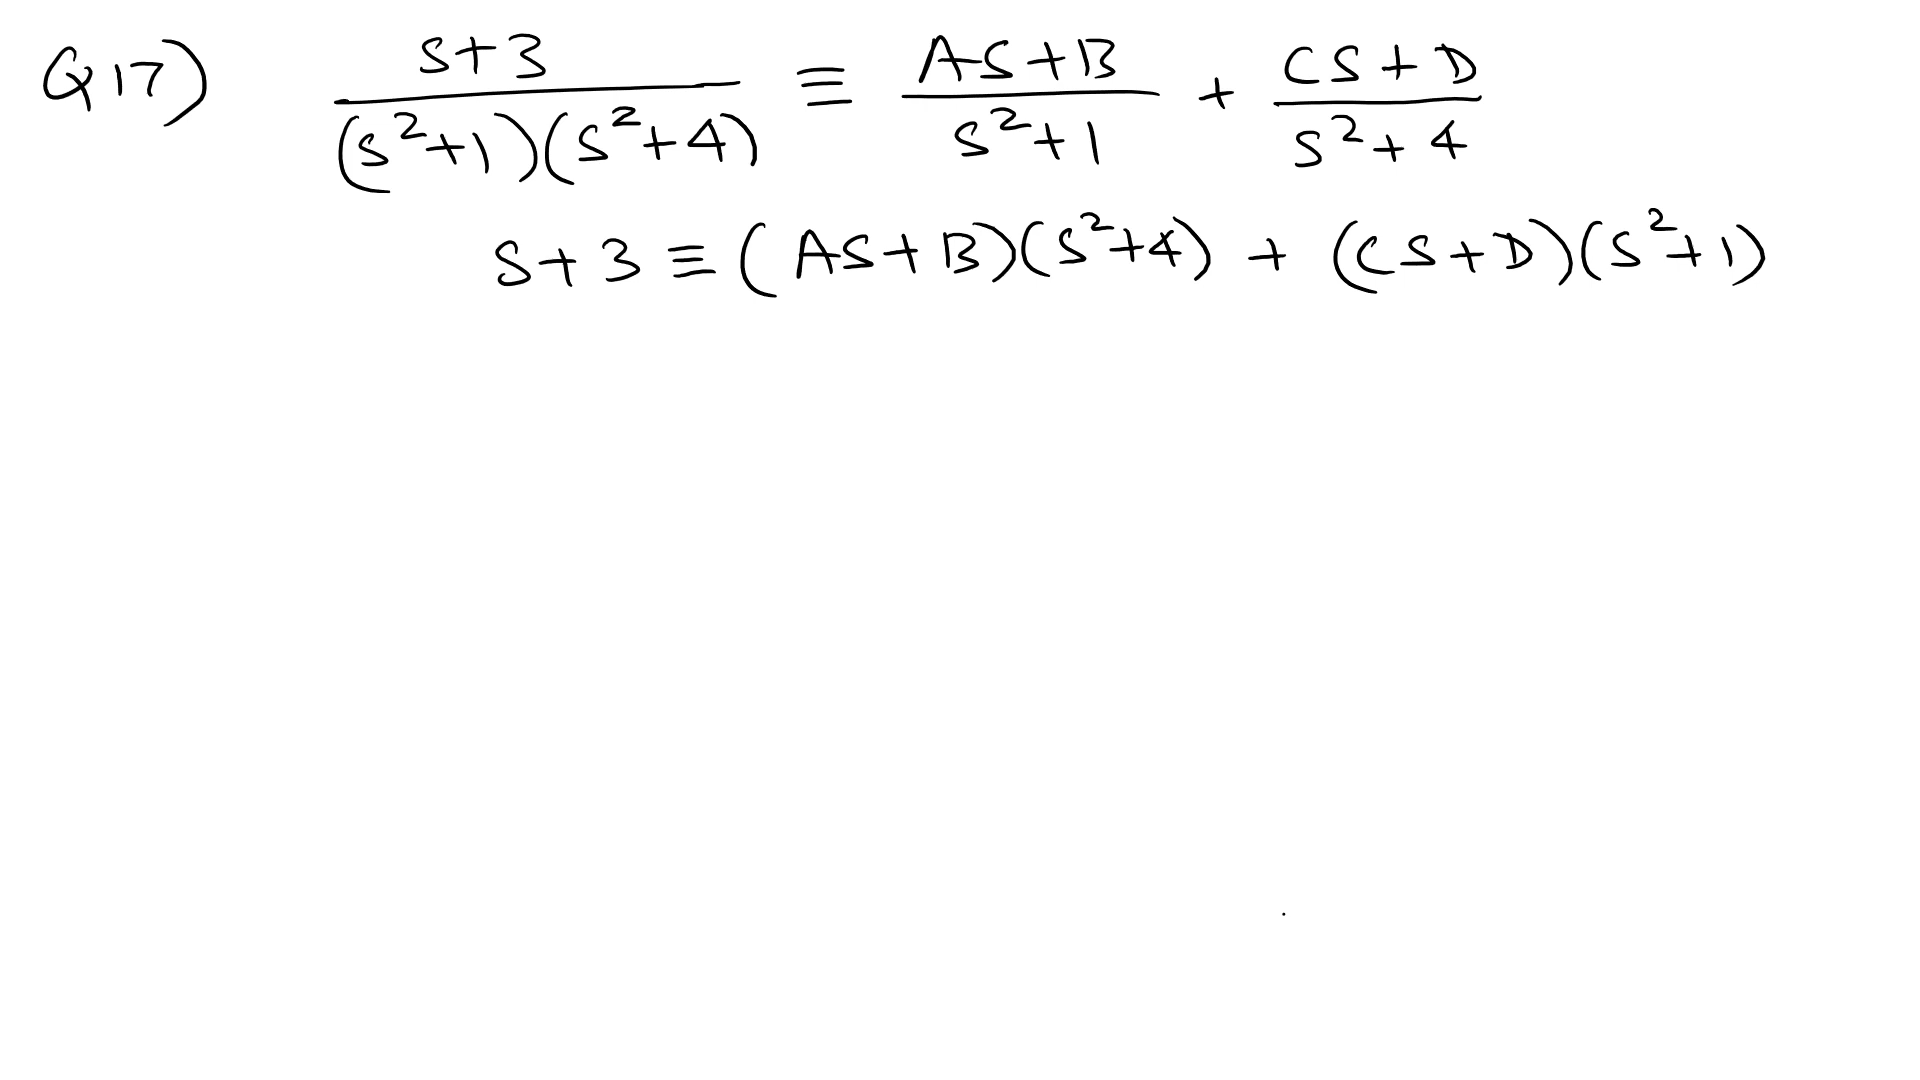 Q17) (s+3)/((s²+1)(s²+4)) ≡ (As+B)/(s²+1) + (Cs+D)/(s²+4)
s+3 ≡ (As+B)(s²+4) + (Cs+D)(s²+1)